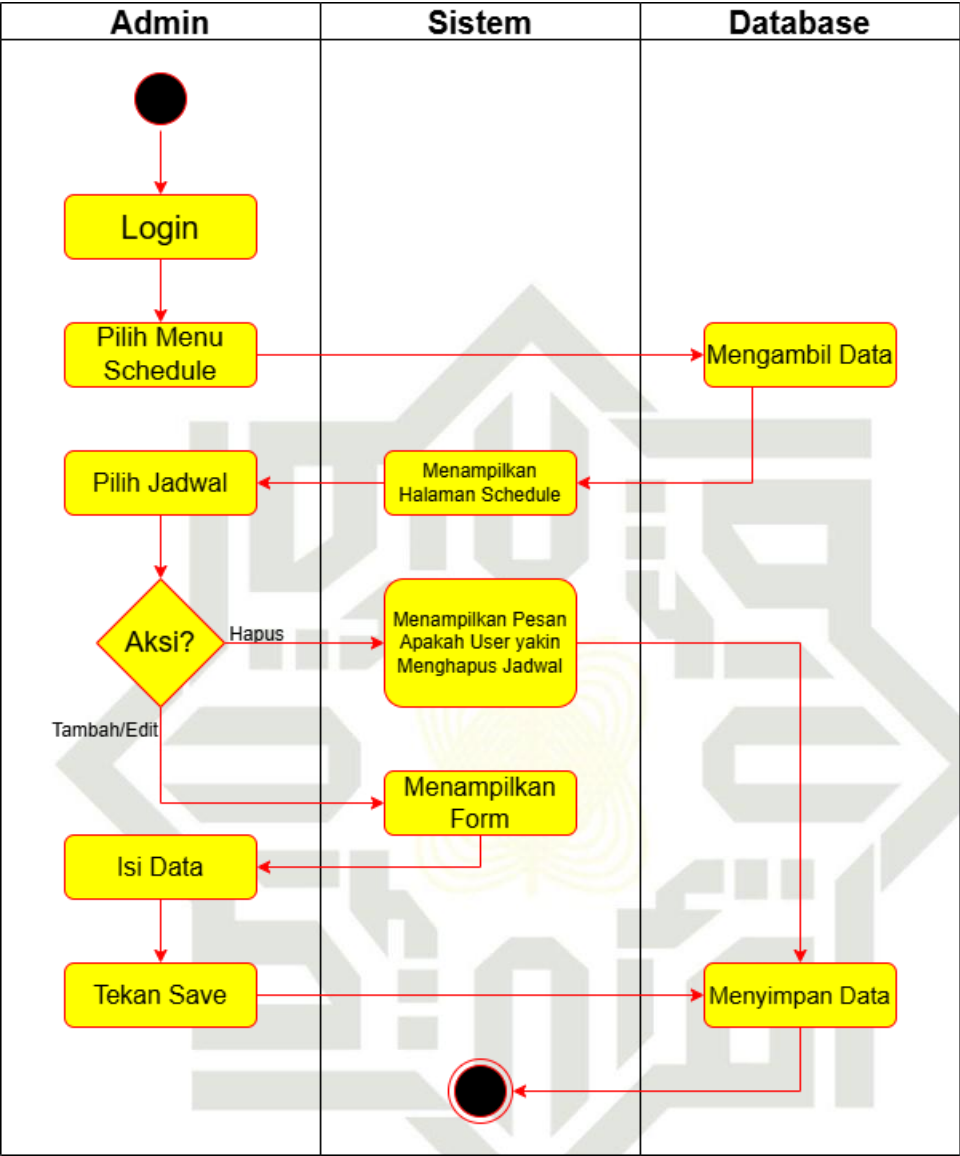 Admin
Sistem
Database
Login
Pilih Menu
Schedule
Mengambil Data
Pilih Jadwal
Menampilkan
Halaman Schedule
Aksi?
Hapus
Menampilkan Pesan
Apakah User yakin
Menghapus Jadwal
Tambah/Edit
Menampilkan
Form
Isi Data
Tekan Save
Menyimpan Data